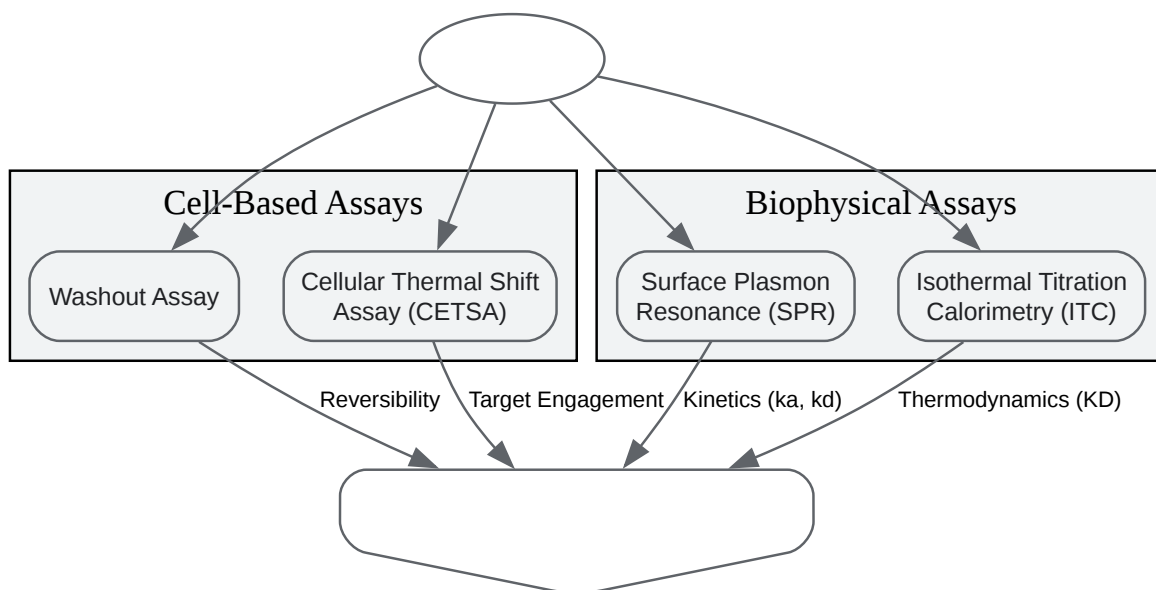 Cell-Based Assays
Biophysical Assays
Washout Assay
Cellular Thermal Shift
Assay (CETSA)
Surface Plasmon
Resonance (SPR)
Isothermal Titration
Calorimetry (ITC)
Reversibility
Target Engagement
Kinetics (ka, kd)
Thermodynamics (KD)